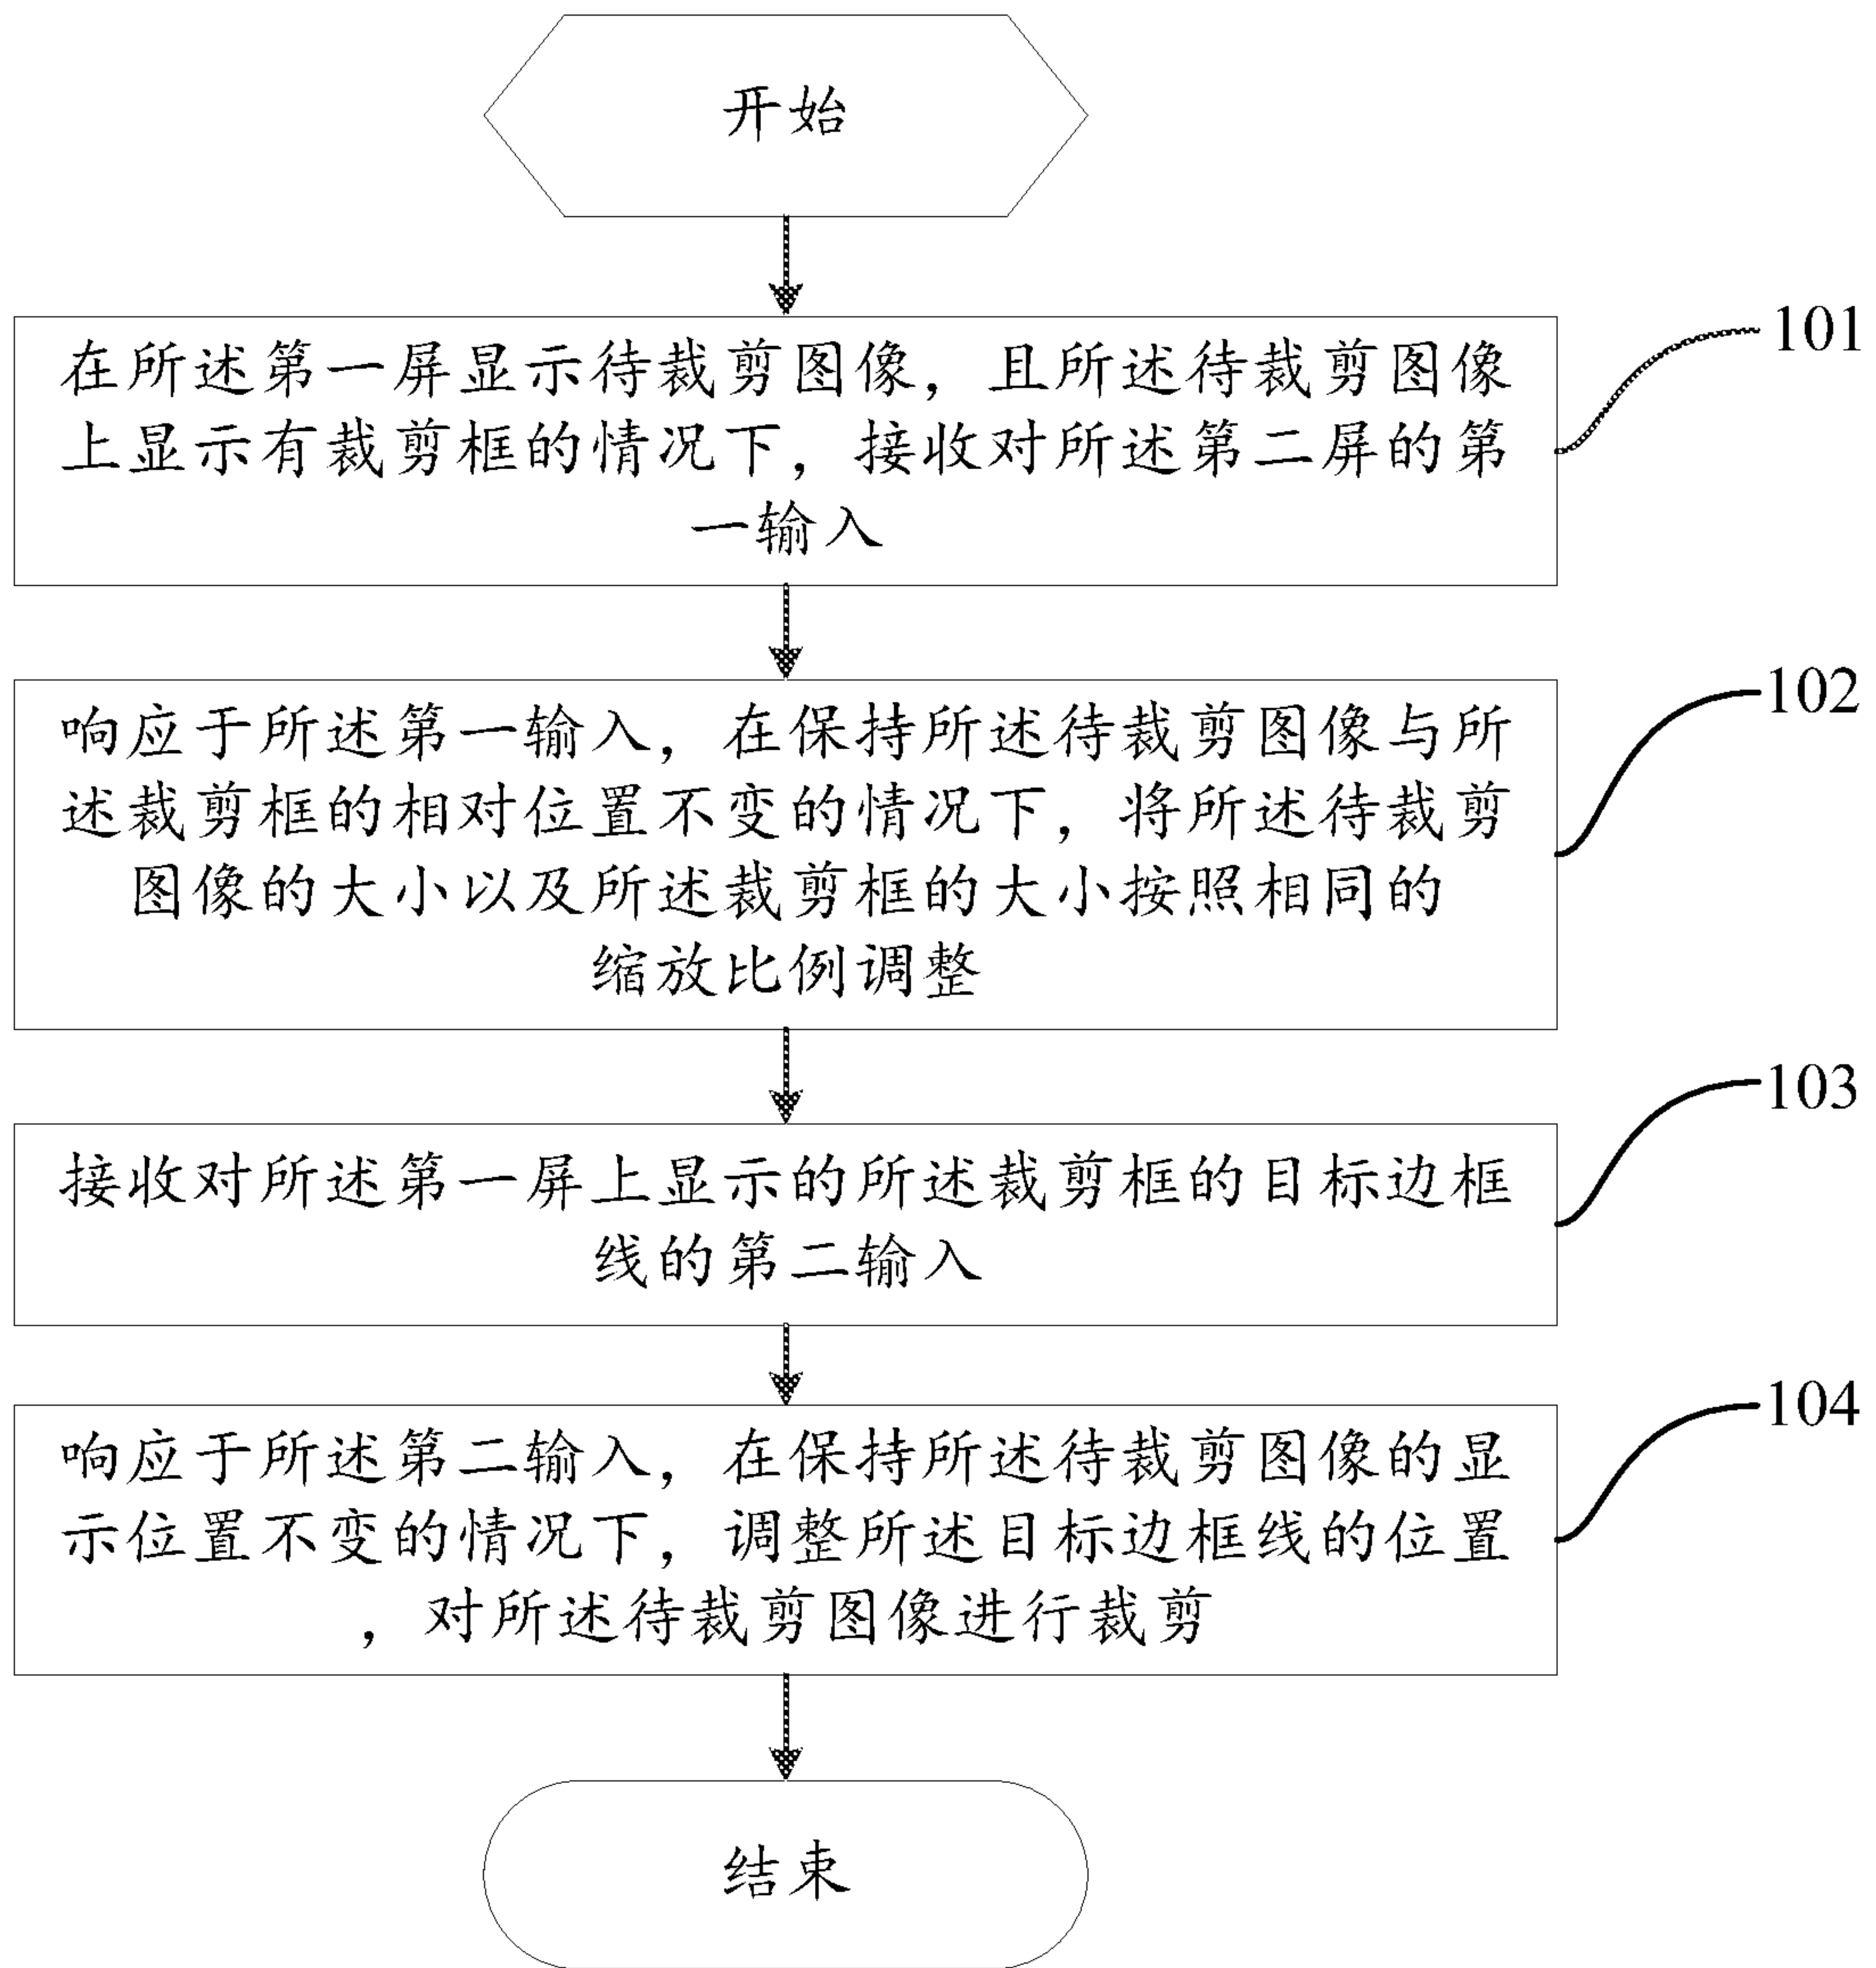 开始
在所述第一屏显示待裁剪图像，且所述待裁剪图像
上显示有裁剪框的情况下，接收对所述第二屏的第
一输入
101
响应于所述第一输入，在保持所述待裁剪图像与所
述裁剪框的相对位置不变的情况下，将所述待裁剪
图像的大小以及所述裁剪框的大小按照相同的
缩放比例调整
102
接收对所述第一屏上显示的所述裁剪框的目标边框
线的第二输入
103
响应于所述第二输入，在保持所述待裁剪图像的显
示位置不变的情况下，调整所述目标边框线的位置
，对所述待裁剪图像进行裁剪
104
结束